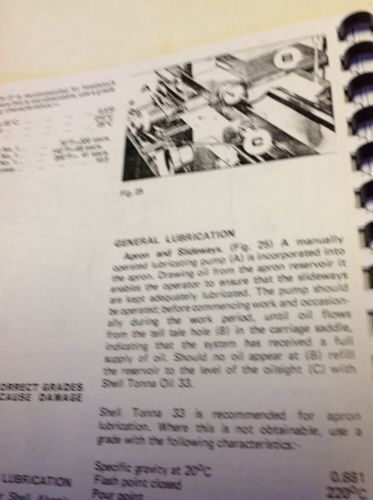 Fig. 25
GENERAL LUBRICATION
Apron and Slideways. (Fig. 25) A manually
operated lubricating pump (A) is incorporated into
the apron. Drawing oil from the apron reservoir it
enables the operator to ensure that the slideways
are kept adequately lubricated. The pump should
be operated; before commencing work and occasion-
ally during the work period, until oil flows
from the tell tale hole (B) in the carriage saddle,
indicating that the system has received a full
supply of oil. Should no oil appear at (B) refill
the reservoir to the level of the oilsight (C) with
Shell Tonna Oil 33.
ORRECT GRADES
CAUSE DAMAGE
Shell Tonna 33 is recommended for apron
lubrication. Where this is not obtainable, use a
grade with the following characteristics:-
LUBRICATION
Specific gravity at 20°C 0.881
Flash point closed 220°C
Pour point